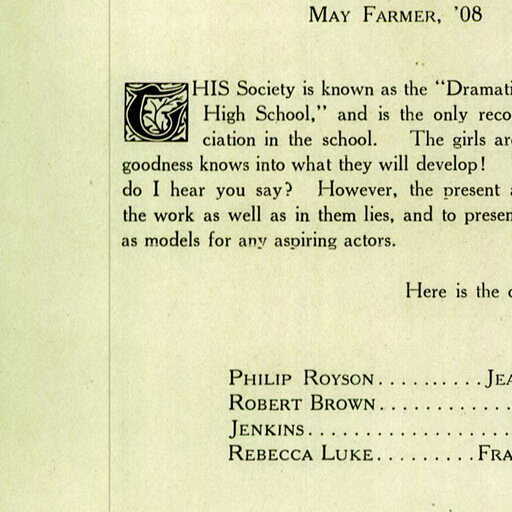 May Farmer, '08
THIS Society is known as the "Dramati
High School," and is the only reco
ciation in the school. The girls are
goodness knows into what they will develop!
do I hear you say? However, the present a
the work as well as in them lies, and to presen
as models for any aspiring actors.
Here is the c
Philip Royson..........Jea
Robert Brown............
Jenkins..................
Rebecca Luke.........Fra